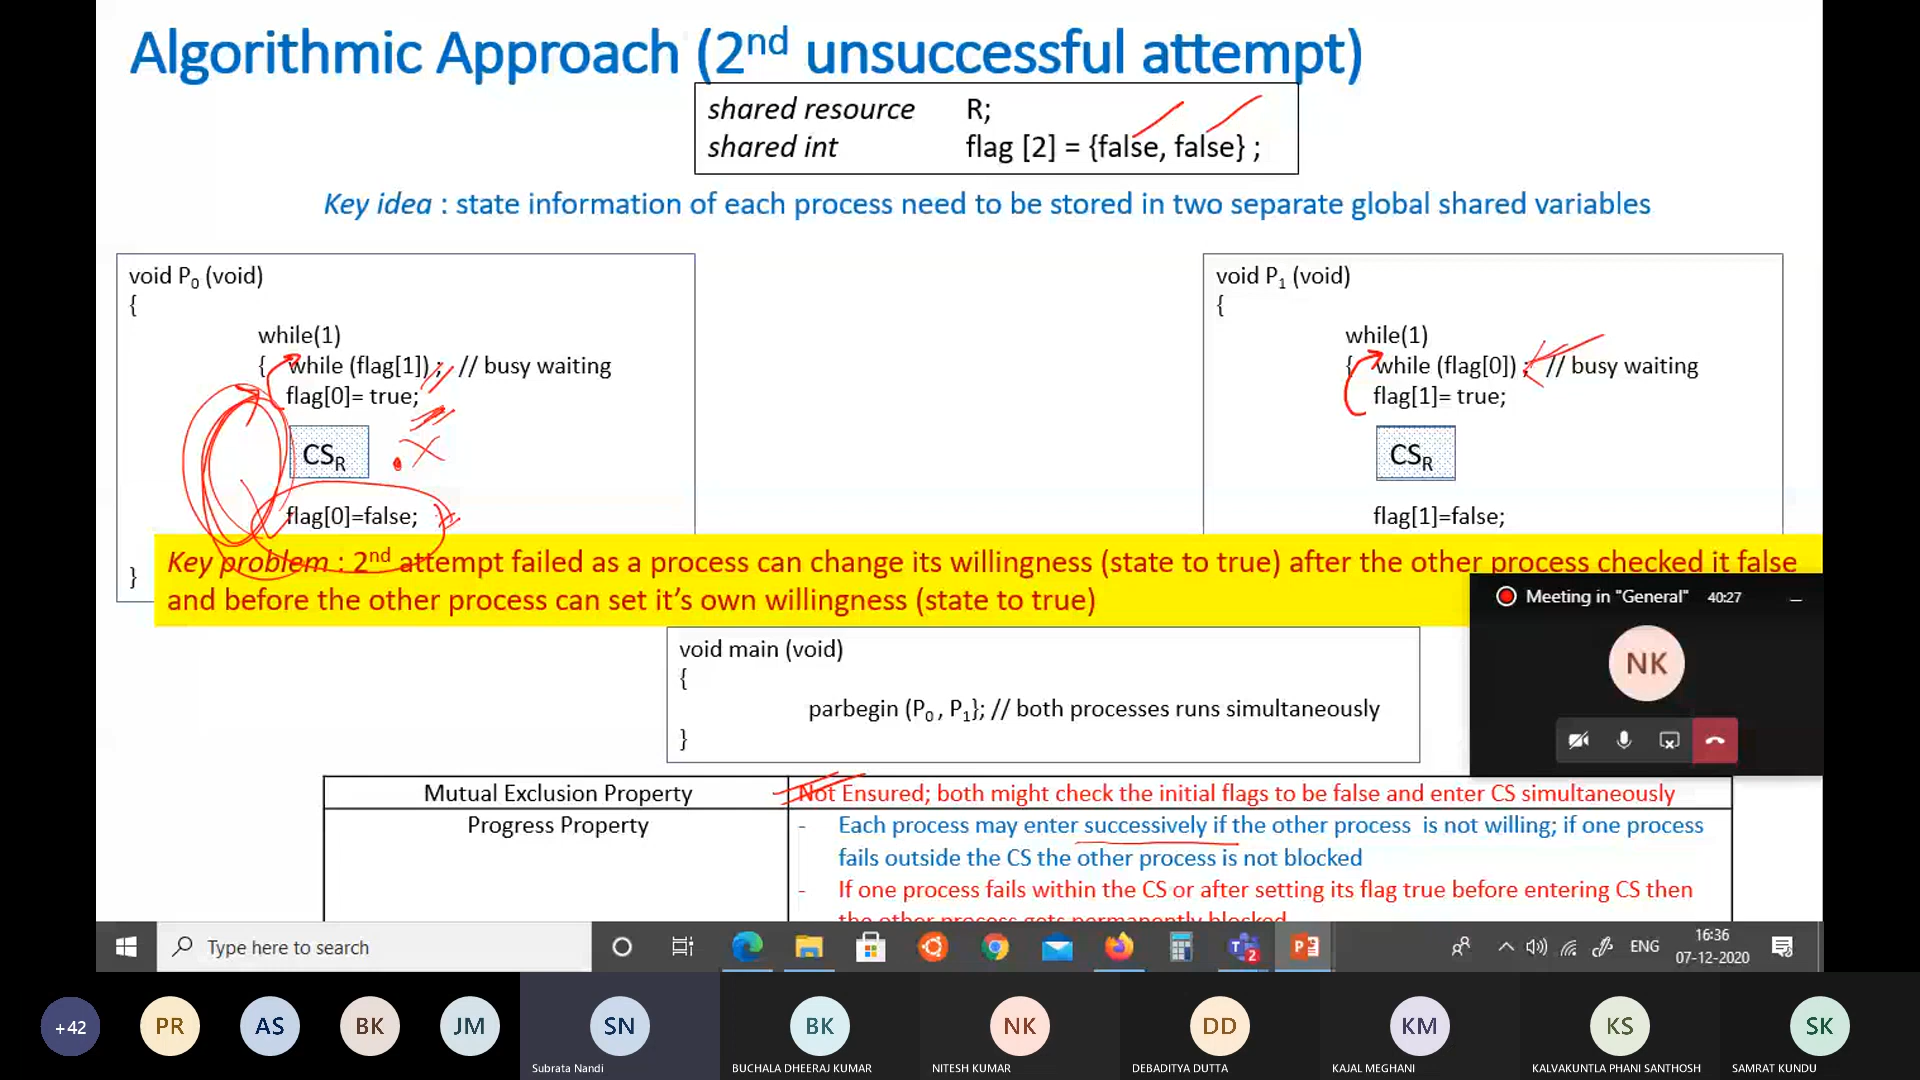 Algorithmic Approach (2nd unsuccessful attempt)
shared resource R;
shared int flag [2] = {false, false} ;
Key idea : state information of each process need to be stored in two separate global shared variables
void P0 (void)
{
while(1)
{ while (flag[1]) ; // busy waiting
flag[0]= true;
CSR
flag[0]=false;
}
void P1 (void)
{
while(1)
{ while (flag[0]) ; // busy waiting
flag[1]= true;
CSR
flag[1]=false;
Key problem : 2nd attempt failed as a process can change its willingness (state to true) after the other process checked it false
and before the other process can set it’s own willingness (state to true)
Meeting in "General" 40:27
NK
void main (void)
{
parbegin (P0 , P1}; // both processes runs simultaneously
}
Mutual Exclusion Property
Not Ensured; both might check the initial flags to be false and enter CS simultaneously
Progress Property
- Each process may enter successively if the other process is not willing; if one process
fails outside the CS the other process is not blocked
- If one process fails within the CS or after setting its flag true before entering CS then
the other process gets permanently blocked
Type here to search
2
ENG
16:36
07-12-2020
+42
PR
AS
BK
JM
SN
BK
NK
DD
KM
KS
SK
Subrata Nandi
BUCHALA DHEERAJ KUMAR
NITESH KUMAR
DEBADITYA DUTTA
KAJAL MEGHANI
KALVAKUNTLA PHANI SANTHOSH
SAMRAT KUNDU